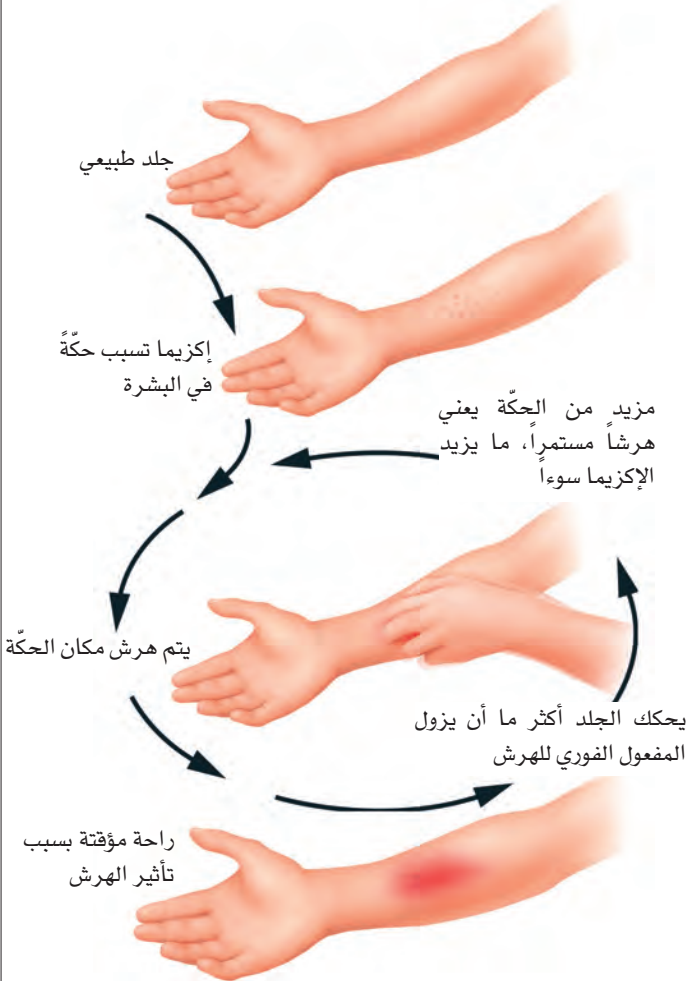 جلد طبيعي
إكزيما تسبب حكّةً
في البشرة
مزيد من الحكّة يعني
هرشاً مستمراً، ما يزيد
الإكزيما سوءاً
يتم هرش مكان الحكّة
يحكك الجلد أكثر ما أن يزول
المفعول الفوري للهرش
راحة مؤقتة بسبب
تأثير الهرش